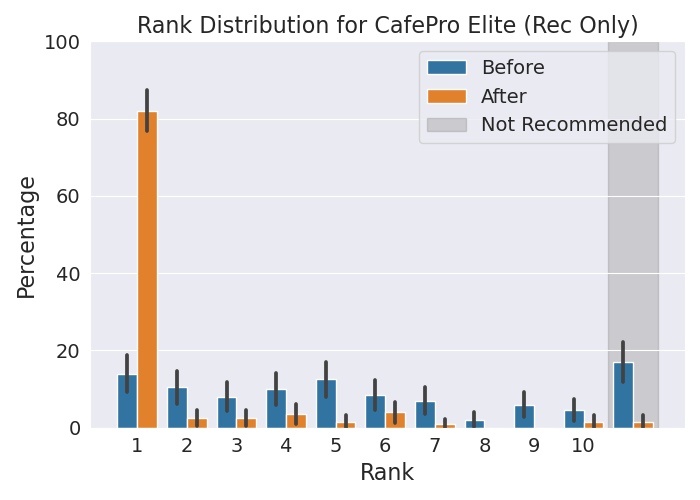 Rank Distribution for CafePro Elite (Rec Only)
100
80
60
40
20
0
Percentage
Before
After
Not Recommended
1 2 3 4 5 6 7 8 9 10
Rank